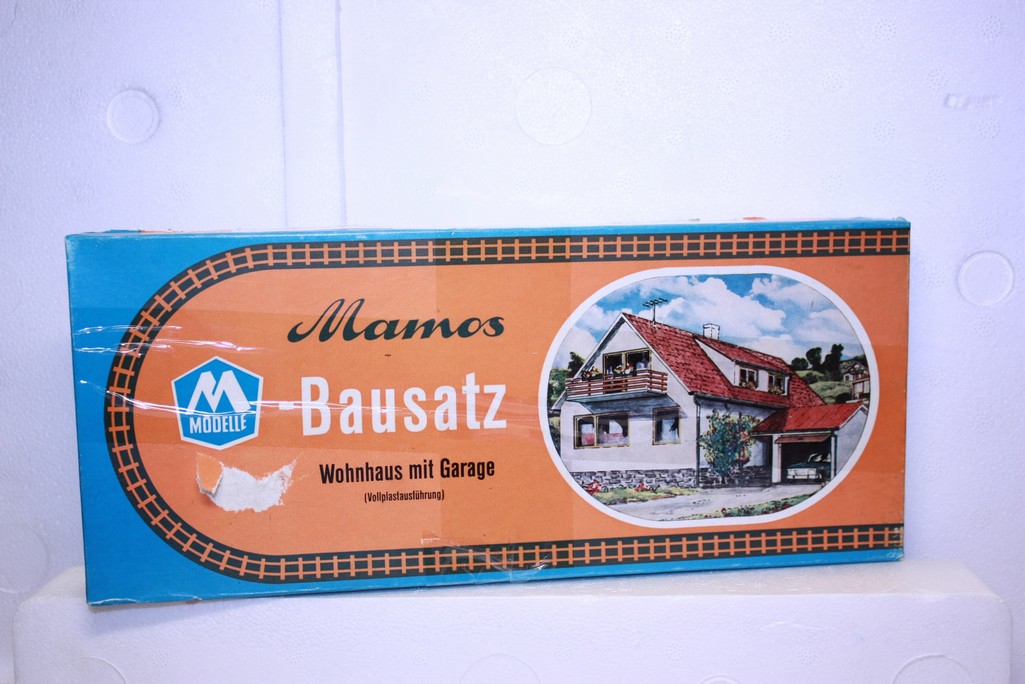 Mamos
M
MODELLE
-Bausatz
Wohnhaus mit Garage
(Vollplastausführung)